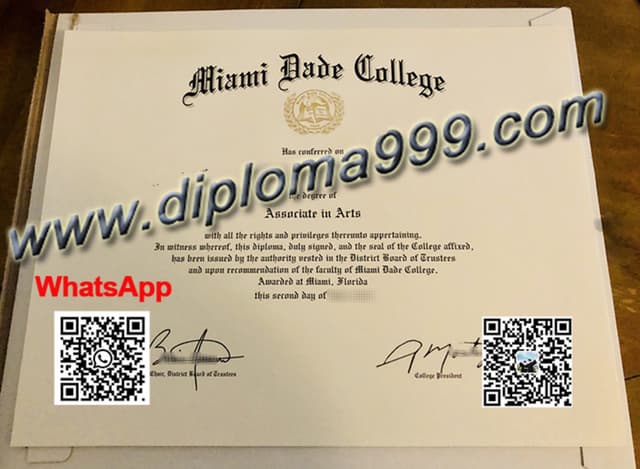 Miami Dade College
Has conferred on
www.diploma999.com
the degree of
Associate in Arts
with all the rights and privileges thereunto appertaining.
In witness whereof, this diploma, duly signed, and the seal of the College affixed,
has been issued by the authority vested in the District Board of Trustees
and upon recommendation of the faculty of Miami Dade College.
Awarded at Miami, Florida
this second day of
WhatsApp
Chair, District Board of Trustees
College President